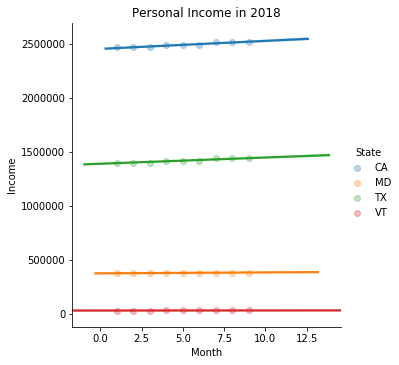 Personal Income in 2018
2500000
2000000
1500000
1000000
500000
0
Income
0.0 2.5 5.0 7.5 10.0 12.5
Month
State
CA
MD
TX
VT